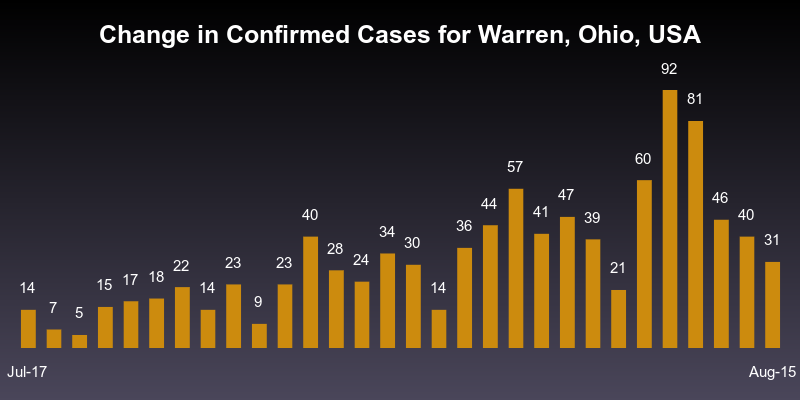 Change in Confirmed Cases for Warren, Ohio, USA
14 7 5 15 17 18 22 14 23 9 23 40 28 24 34 30 14 36 44 57 41 47 39 21 60 92 81 46 40 31
Jul-17 Aug-15